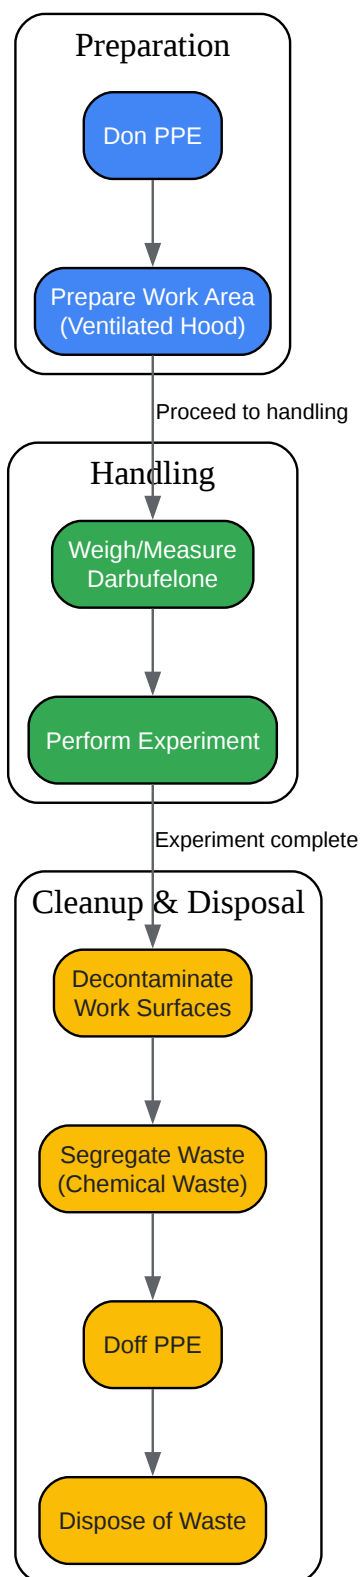 Preparation
Don PPE
Prepare Work Area
(Ventilated Hood)
Proceed to handling
Handling
Weigh/Measure
Darbufelone
Perform Experiment
Experiment complete
Cleanup & Disposal
Decontaminate
Work Surfaces
Segregate Waste
(Chemical Waste)
Doff PPE
Dispose of Waste